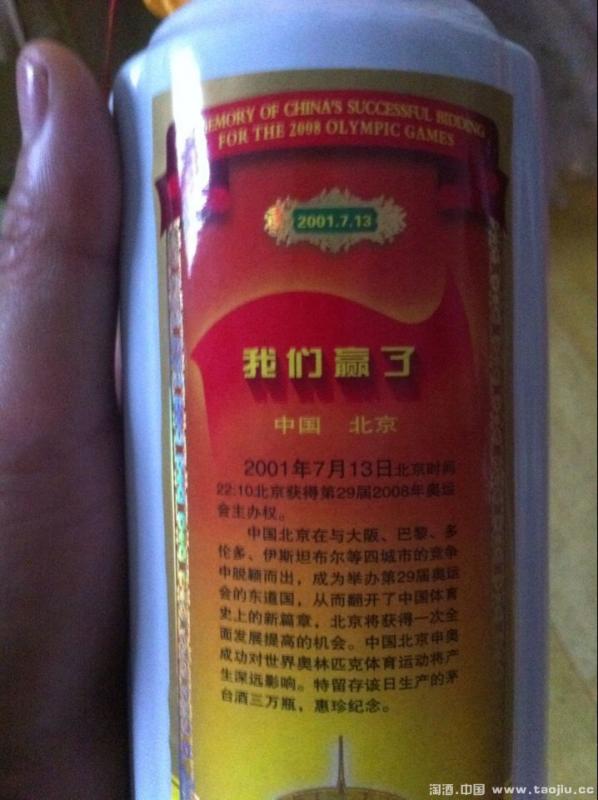 MEMORY OF CHINA'S SUCCESSFUL BIDDING
FOR THE 2008 OLYMPIC GAMES
2001.7.13
我们赢了
中国 北京
2001年7月13日北京时间
22:10北京获得第29届2008年奥运
会主办权。
中国北京在与大阪、巴黎、多
伦多、伊斯坦布尔等四城市的竞争
中脱颖而出，成为举办第29届奥运
会的东道国，从而翻开了中国体育
史上的新篇章，北京将获得一次全
面发展提高的机会。中国北京申奥
成功对世界奥林匹克体育运动将产
生深远影响。特留存该日生产的茅
台酒三万瓶，惠珍纪念。
淘酒.中国 www.taojiu.cc